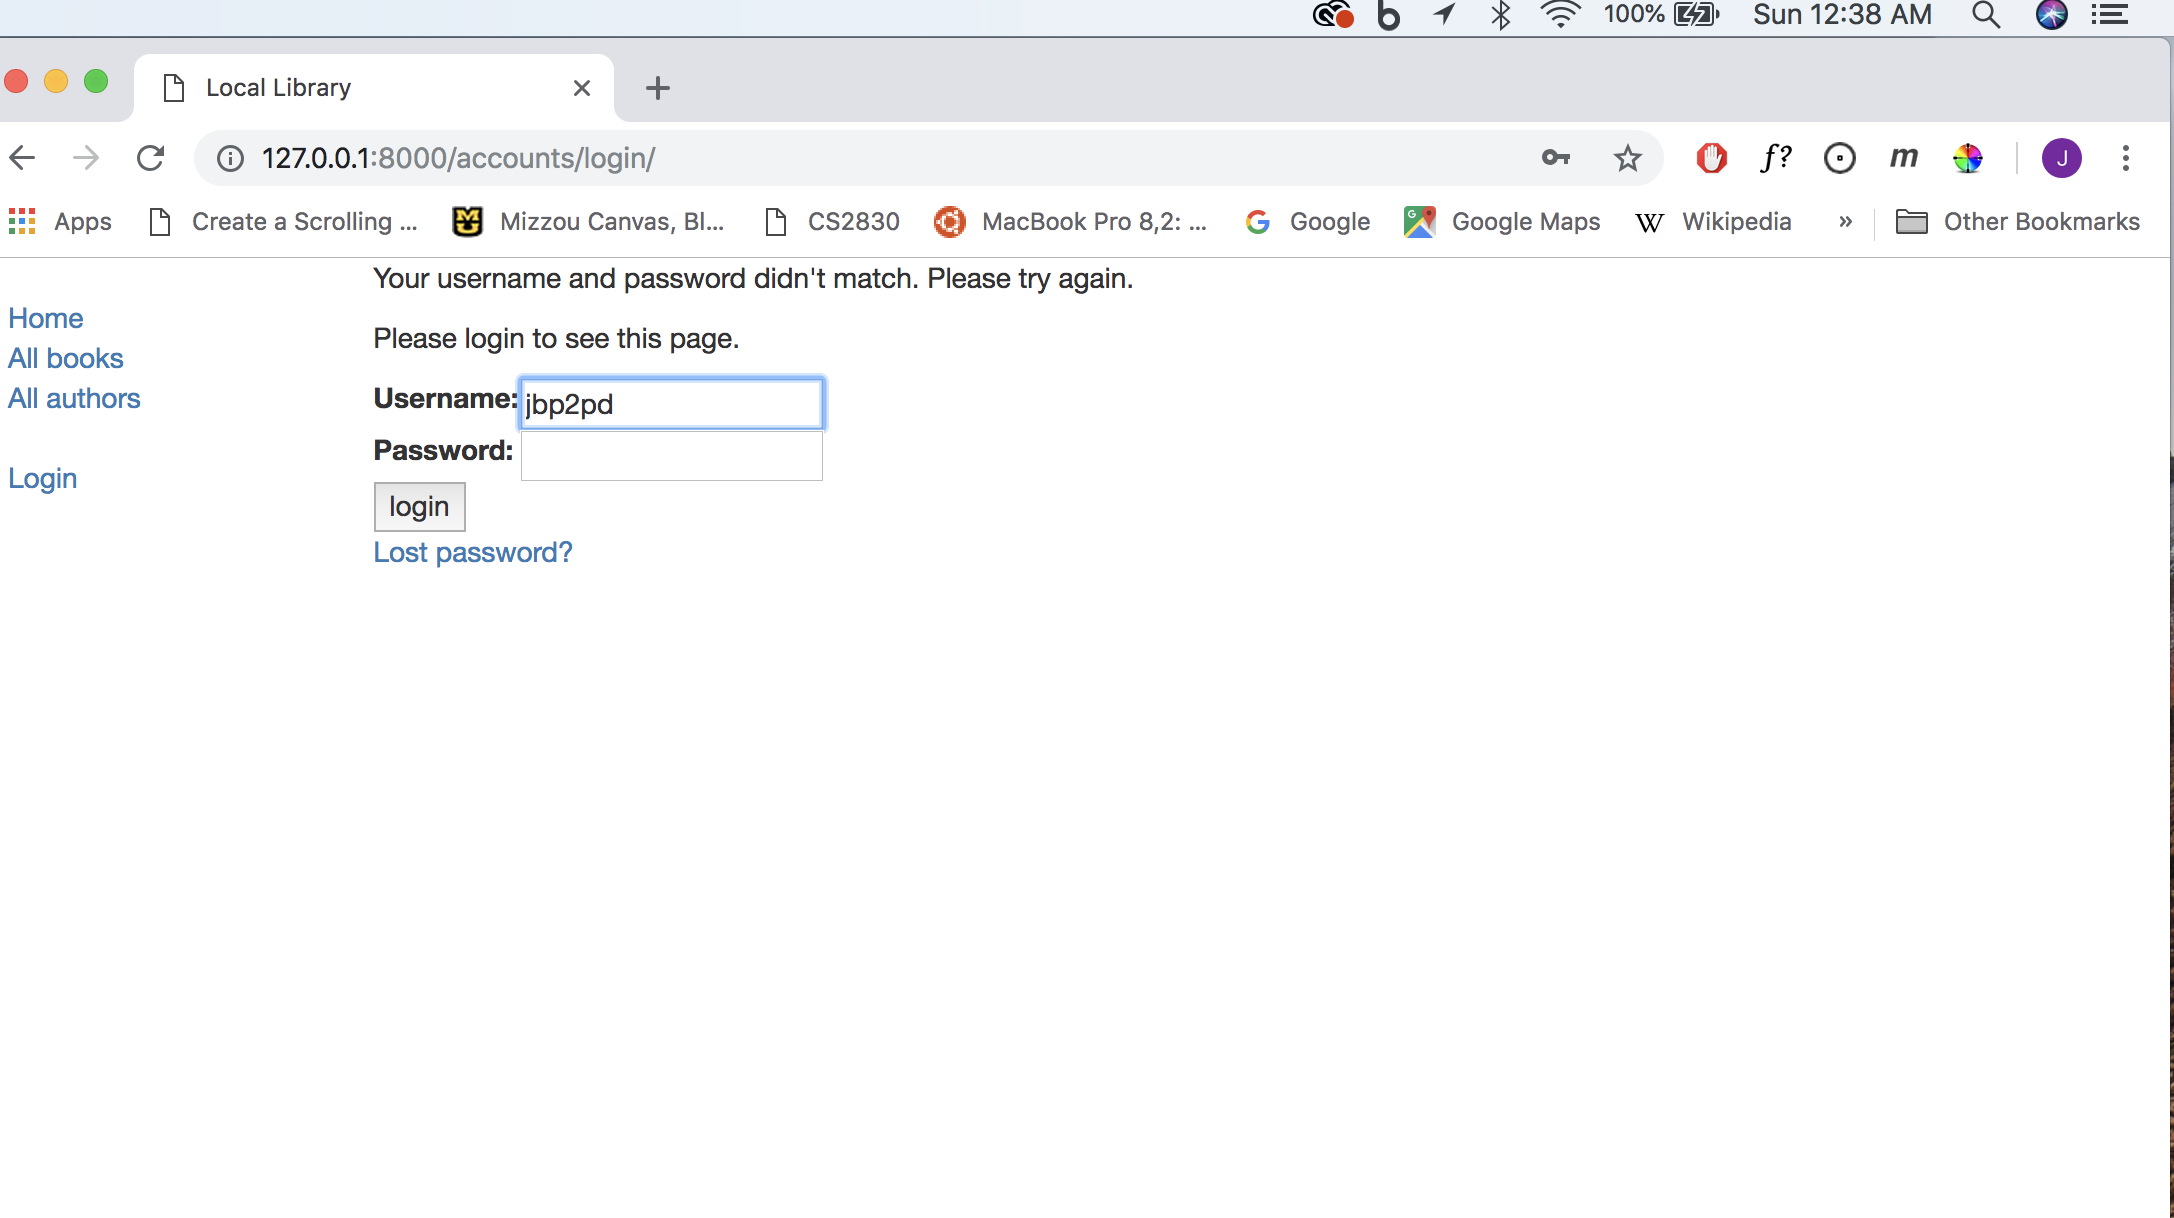 100% Sun 12:38 AM
Local Library
127.0.0.1:8000/accounts/login/
f? m J
Apps Create a Scrolling ... Mizzou Canvas, Bl... CS2830 MacBook Pro 8,2: ... Google Google Maps W Wikipedia » Other Bookmarks
Your username and password didn't match. Please try again.
Home
Please login to see this page.
All books
All authors
Username: jbp2pd
Password:
Login
login
Lost password?